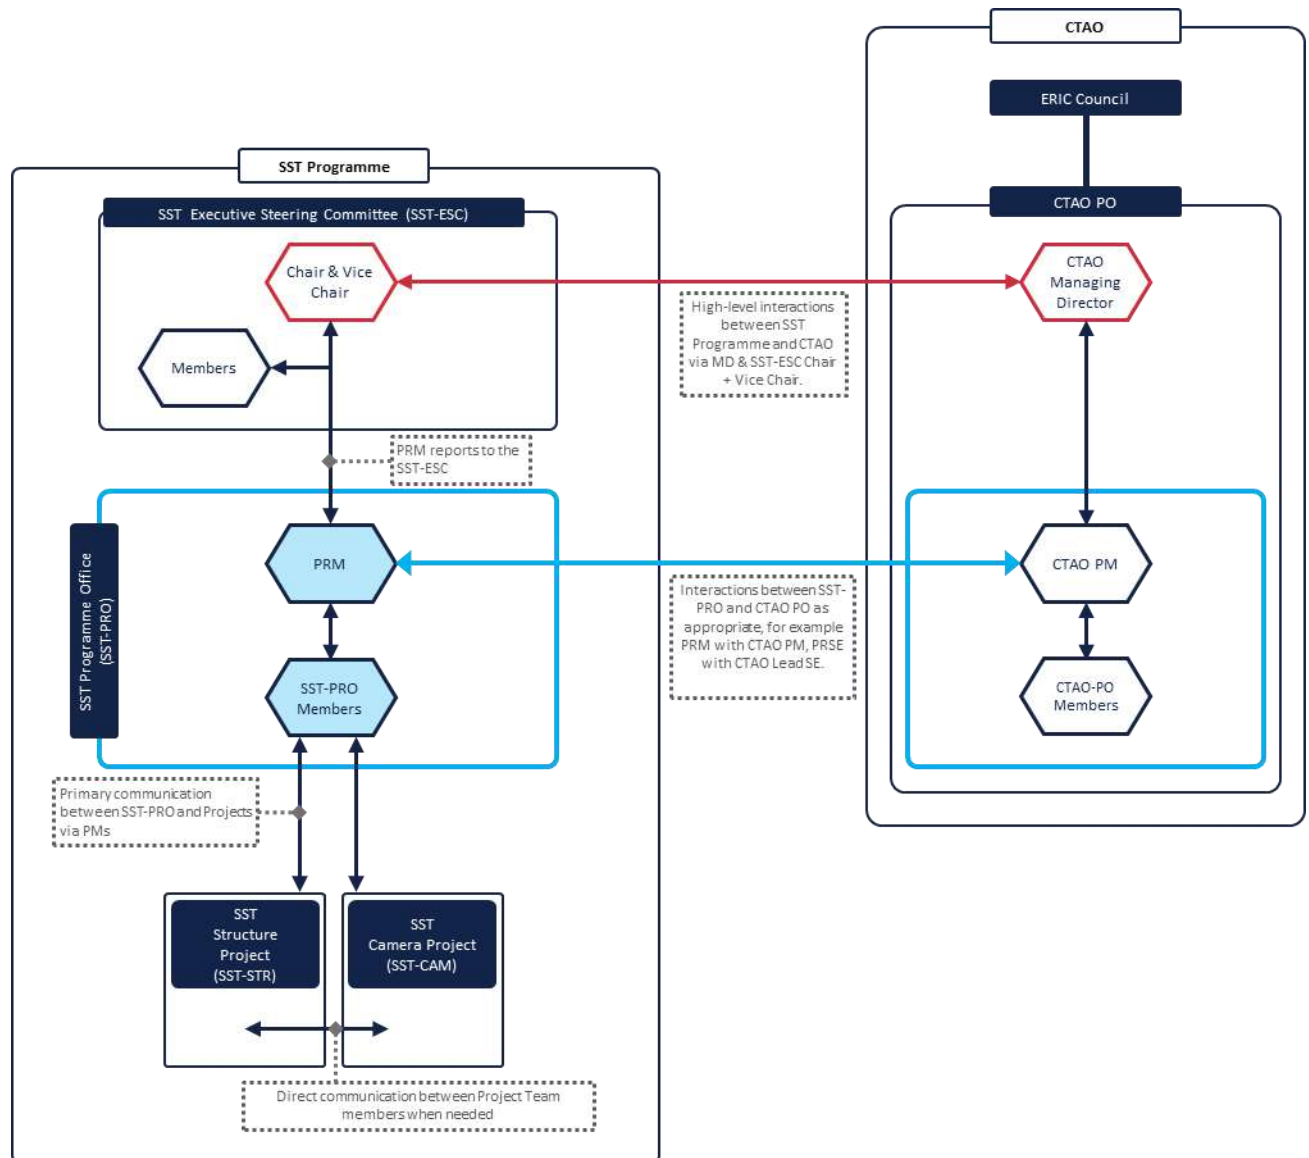 CTAO
ERIC Council
CTAO PO
CTAO
Managing
Director
SST Programme
SST Executive Steering Committee (SST-ESC)
Chair & Vice
Chair
Members
High-level interactions
between SST
Programme and CTAO
via MD & SST-ESC Chair
+ Vice Chair.
PRM reports to the
SST-ESC
SST Programme Office
(SST-PRO)
PRM
CTAO PM
Interactions between SST-
PRO and CTAO PO as
appropriate, for example
PRM with CTAO PM, PRSE
with CTAO Lead SE.
SST-PRO
Members
CTAO-PO
Members
Primary communication
between SST-PRO and Projects
via PMs
SST
Structure
Project
(SST-STR)
SST
Camera Project
(SST-CAM)
Direct communication between Project Team
members when needed